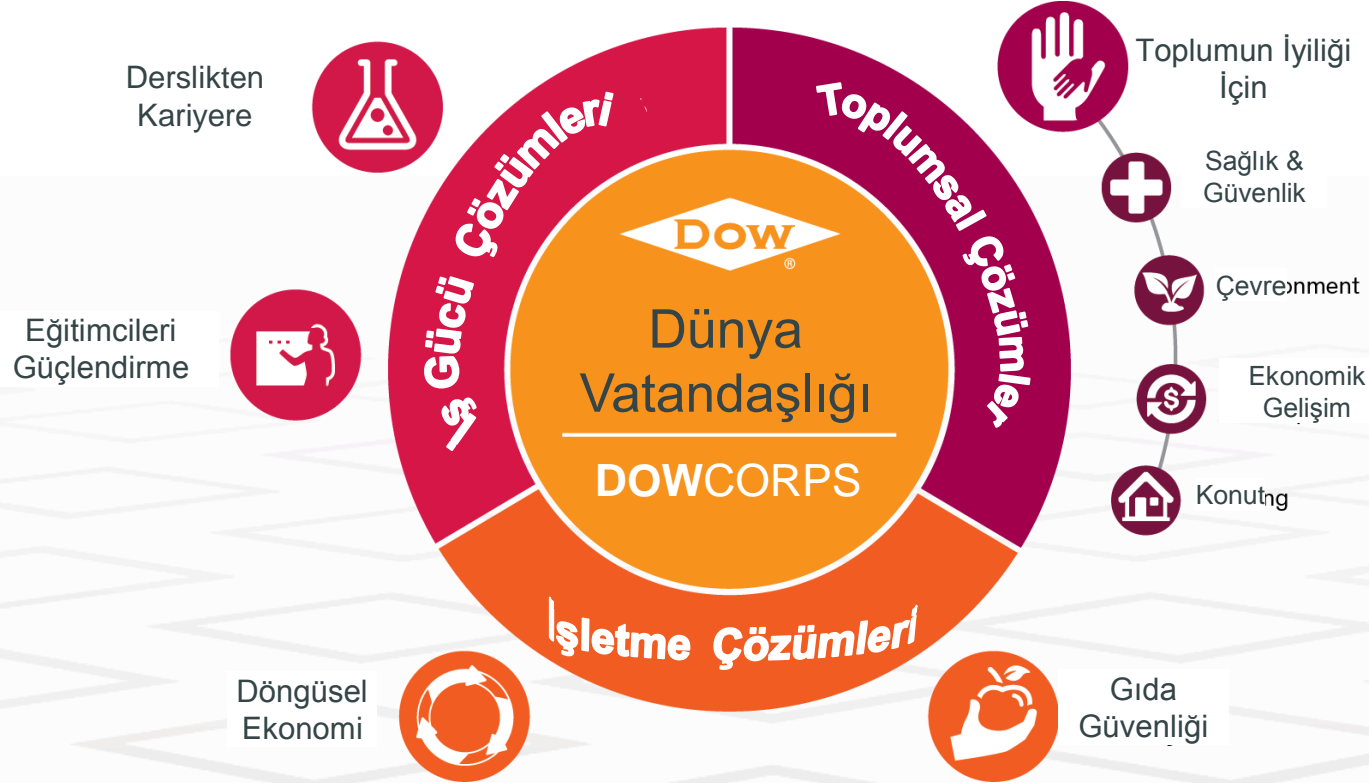 Derslikten
Kariyere
Eğitimcileri
Güçlendirme
İş Gücü Çözümleri
Toplumsal Çözümler
DOW
®
Dünya
Vatandaşlığı
DOWCORPS
İşletme Çözümleri
Toplumun İyiliği
İçin
Sağlık &
Güvenlik
Çevreonment
Ekonomik
Gelişim
$
Konutng
Döngüsel
Ekonomi
Gıda
Güvenliği